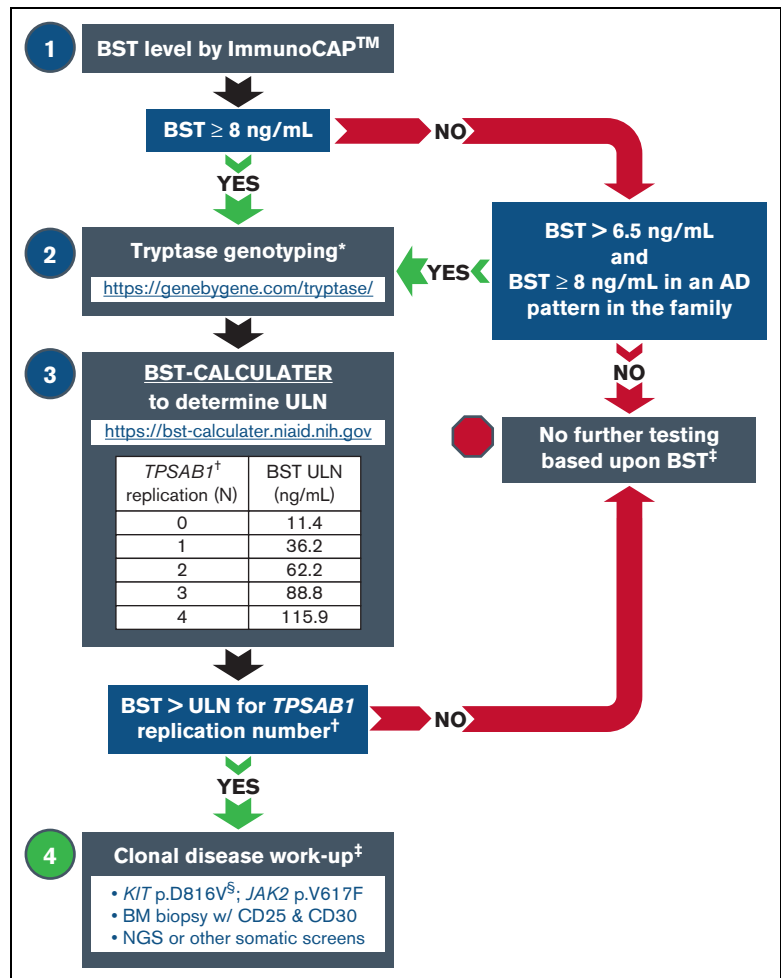 1
BST level by ImmunoCAP™
BST ≥ 8 ng/mL
NO
YES
2
Tryptase genotyping*
https://genebygene.com/tryptase/
YES
BST > 6.5 ng/mL
and
BST ≥ 8 ng/mL in an AD
pattern in the family
NO
No further testing
based upon BST‡
3
BST-CALCULATER
to determine ULN
https://bst-calculater.niaid.nih.gov
TPSAB1† replication (N) BST ULN (ng/mL)
0 11.4
1 36.2
2 62.2
3 88.8
4 115.9
BST > ULN for TPSAB1
replication number†
NO
YES
4
Clonal disease work-up‡
• KIT p.D816V§; JAK2 p.V617F
• BM biopsy w/ CD25 & CD30
• NGS or other somatic screens